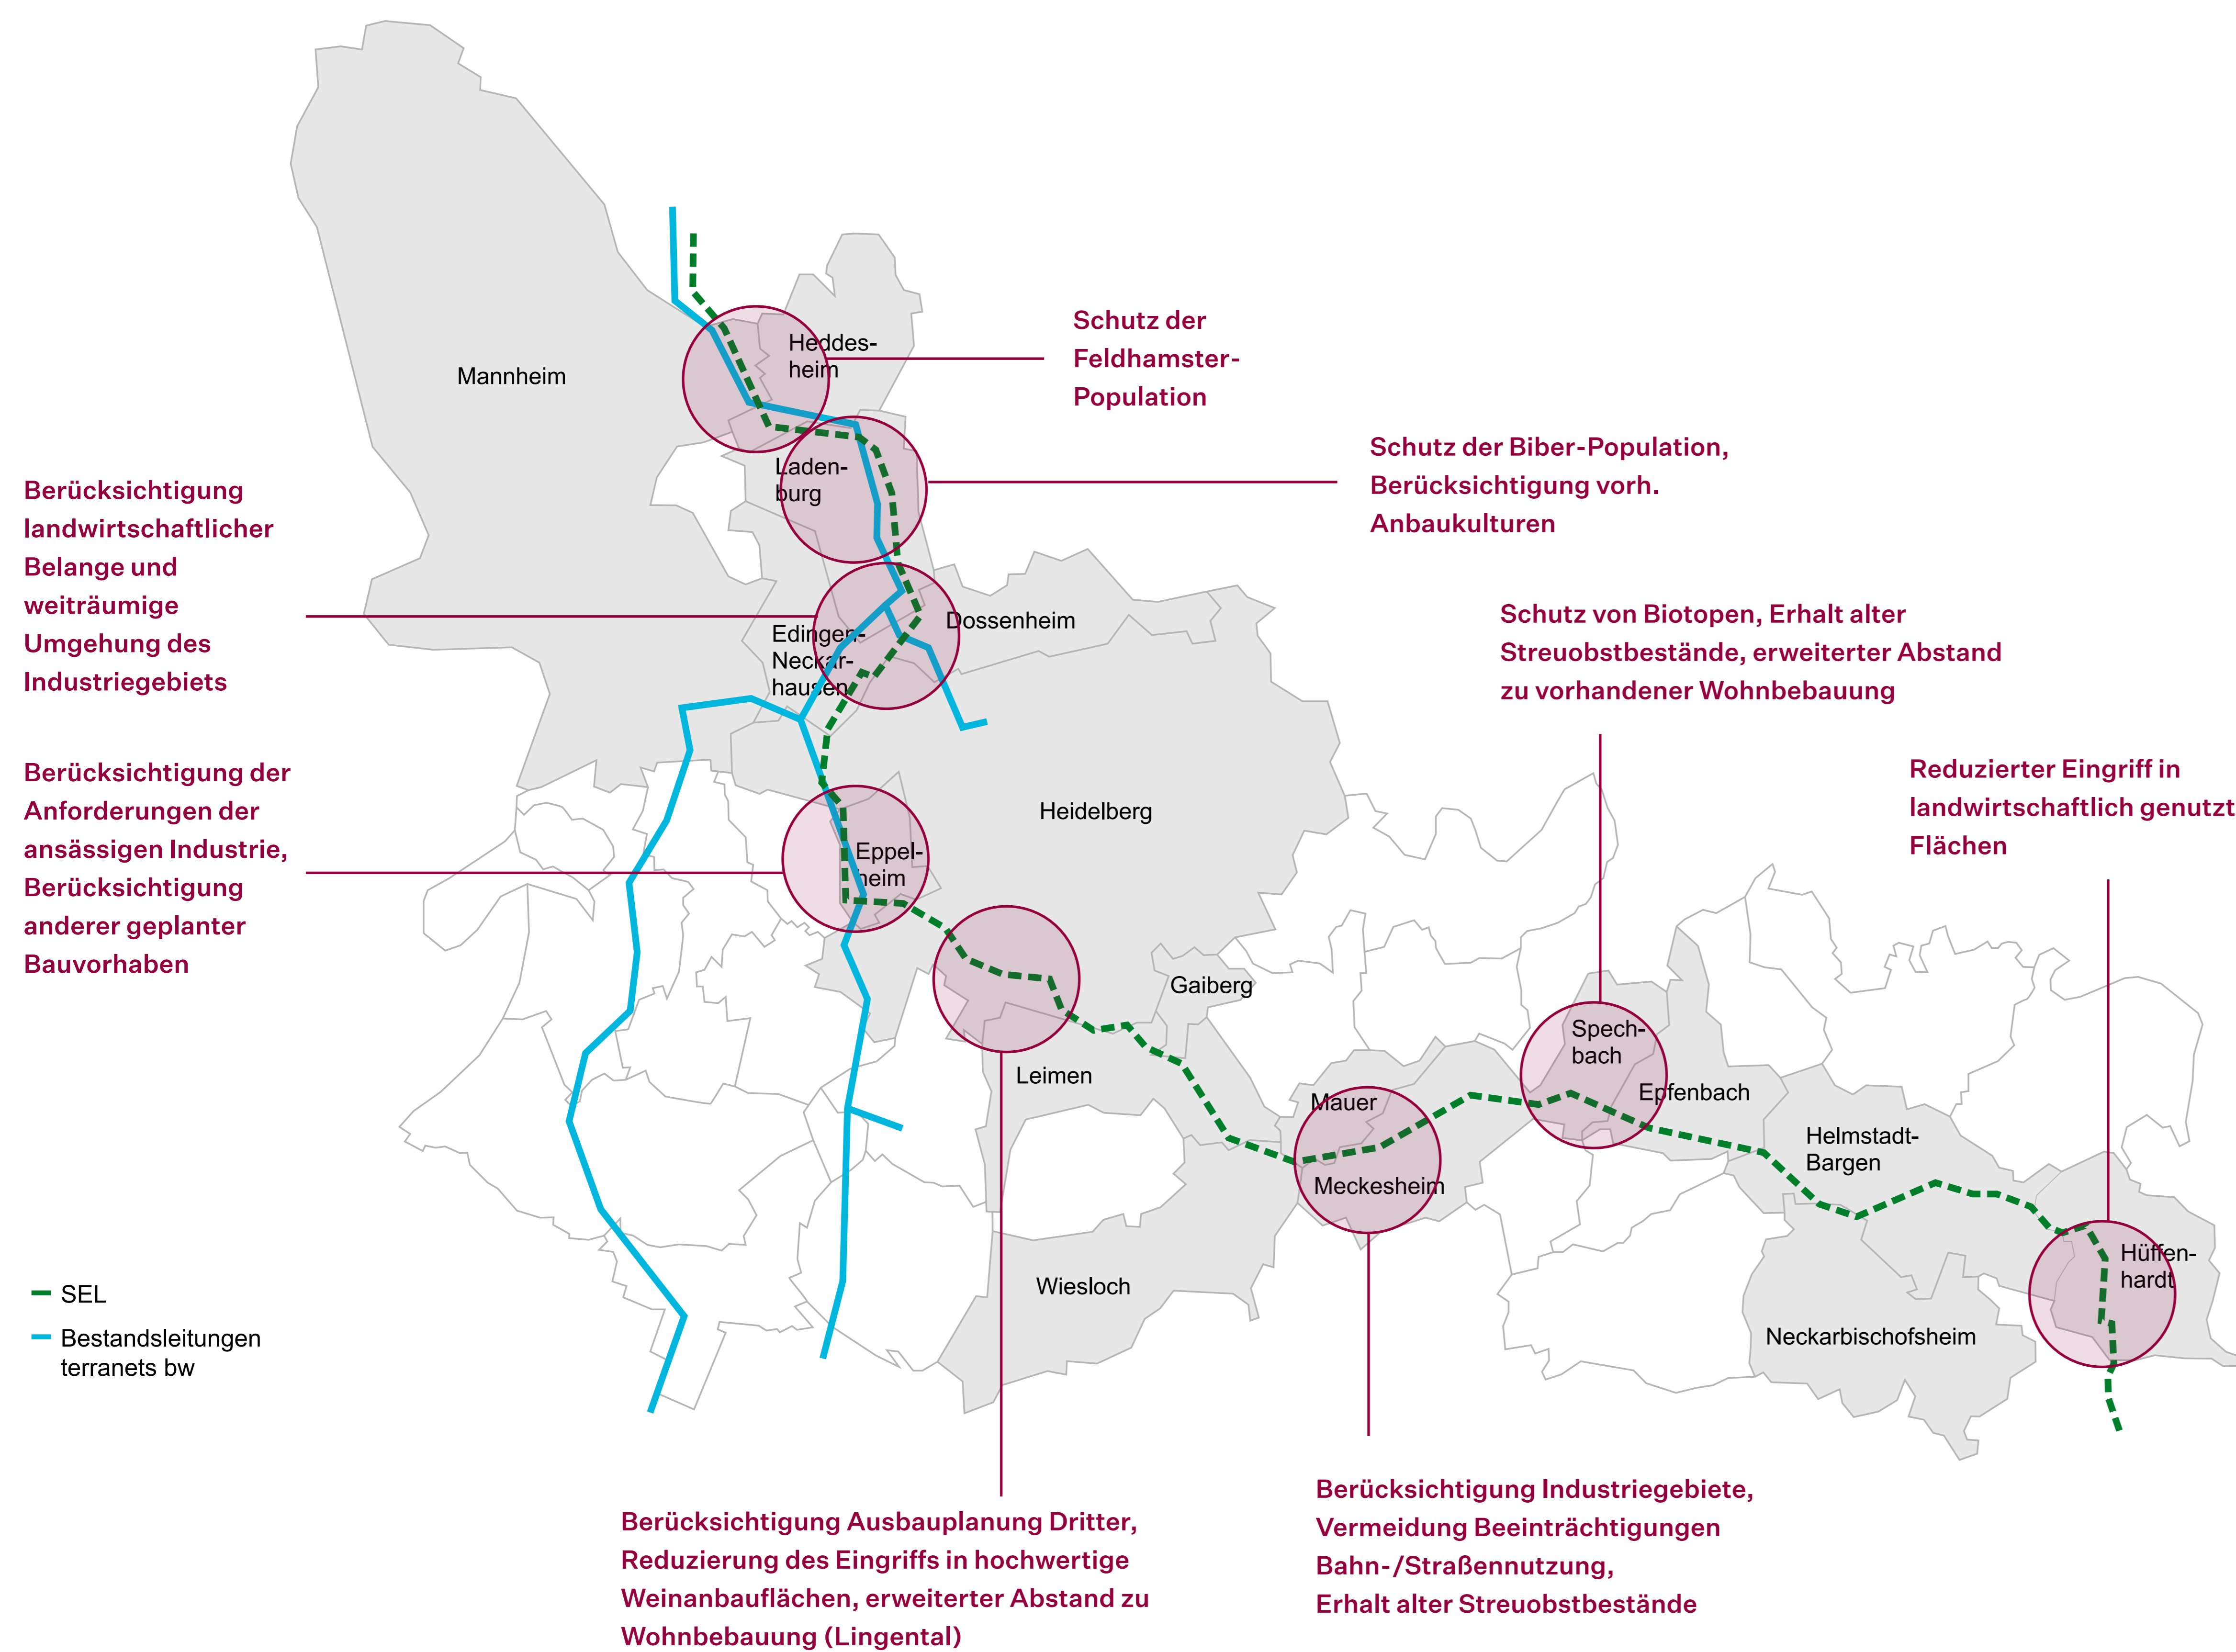 Mannheim
Heddes-
heim
Schutz der
Feldhamster-
Population
Laden-
burg
Schutz der Biber-Population,
Berücksichtigung vorh.
Anbaukulturen
Berücksichtigung
landwirtschaftlicher
Belange und
weiträumige
Umgehung des
Industriegebiets
Edingen-
Neckar-
hausen
Dossenheim
Schutz von Biotopen, Erhalt alter
Streuobstbestände, erweiterter Abstand
zu vorhandener Wohnbebauung
Berücksichtigung der
Anforderungen der
ansässigen Industrie,
Berücksichtigung
anderer geplanter
Bauvorhaben
Heidelberg
Eppel-
heim
Reduzierter Eingriff in
landwirtschaftlich genutzt
Flächen
Gaiberg
Leimen
Mauer
Meckesheim
Spech-
bach
Epfenbach
Helmstadt-
Bargen
Wiesloch
Hüffen-
hardt
Neckarbischofsheim
SEL
Bestandsleitungen
terranets bw
Berücksichtigung Ausbauplanung Dritter,
Reduzierung des Eingriffs in hochwertige
Weinanbauflächen, erweiterter Abstand zu
Wohnbebauung (Lingental)
Berücksichtigung Industriegebiete,
Vermeidung Beeinträchtigungen
Bahn-/Straßennutzung,
Erhalt alter Streuobstbestände